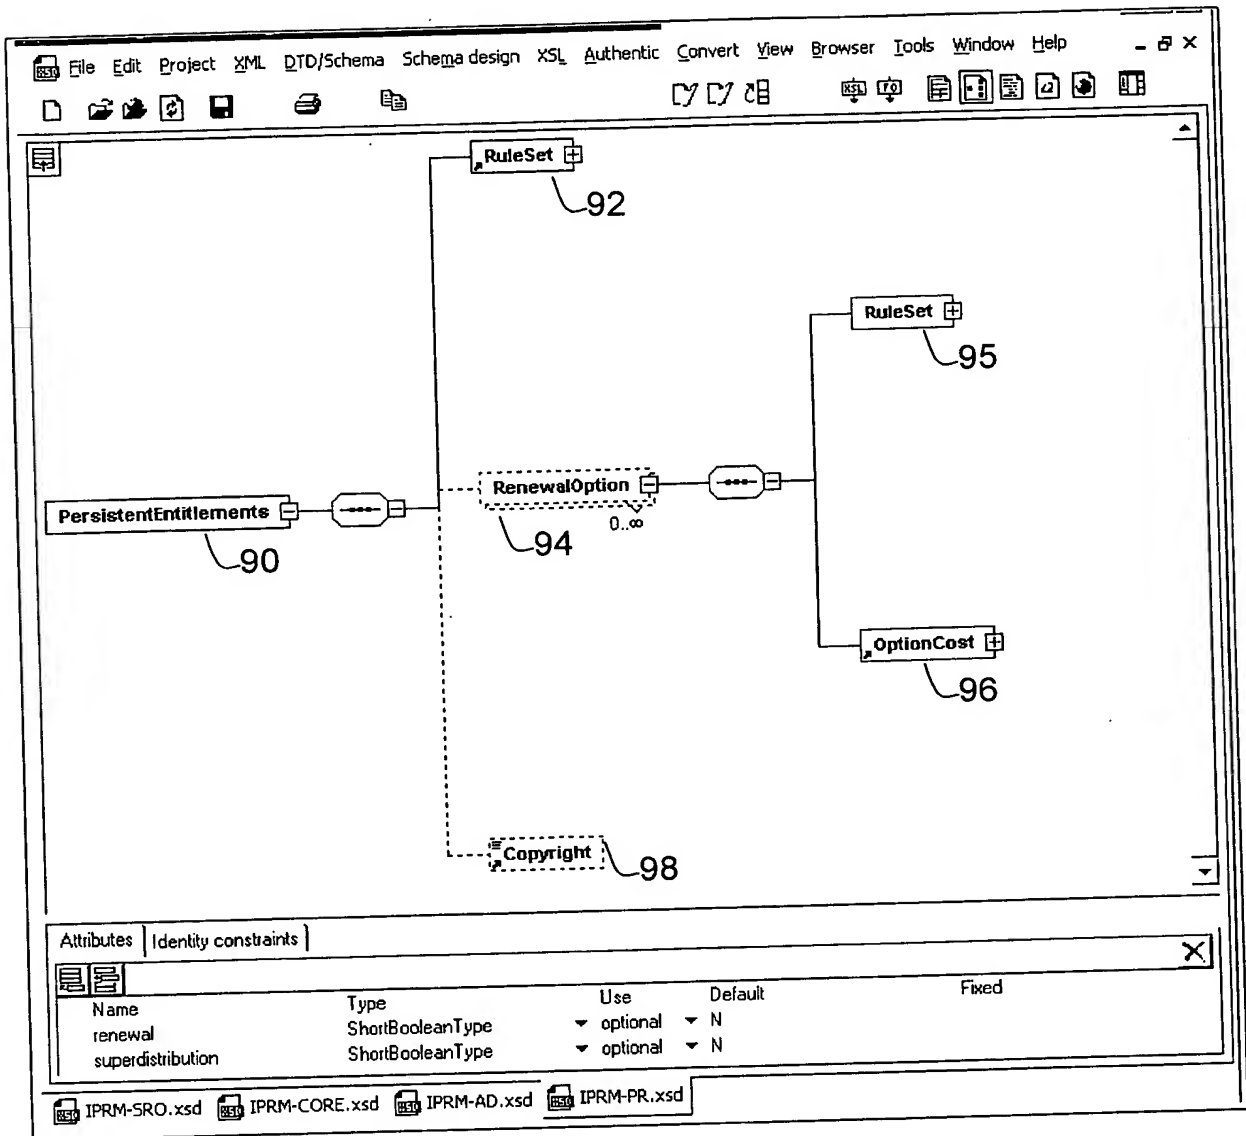 File Edit Project XML DTD/Schema Schema design XSL Authentic Convert View Browser Tools Window Help
RuleSet
92
RuleSet
95
RenewalOption
0..∞
94
PersistentEntitlements
90
OptionCost
96
Copyright
98
Attributes Identity constraints
Name Type Use Default Fixed
renewal ShortBooleanType optional N
superdistribution ShortBooleanType optional N
IPRM-SRO.xsd IPRM-CORE.xsd IPRM-AD.xsd IPRM-PR.xsd